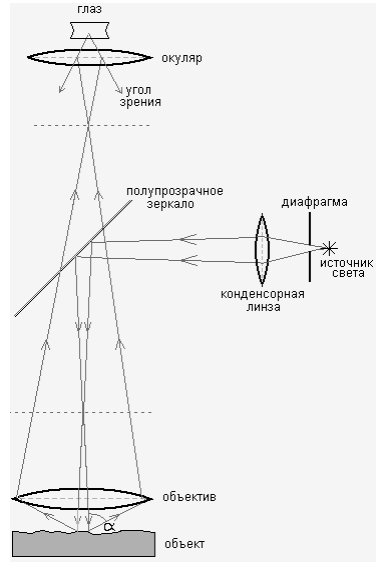 глаз
окуляр
угол
зрения
полупрозрачное
зеркало
диафрагма
источник
света
конденсорная
линза
объектив
α
объект